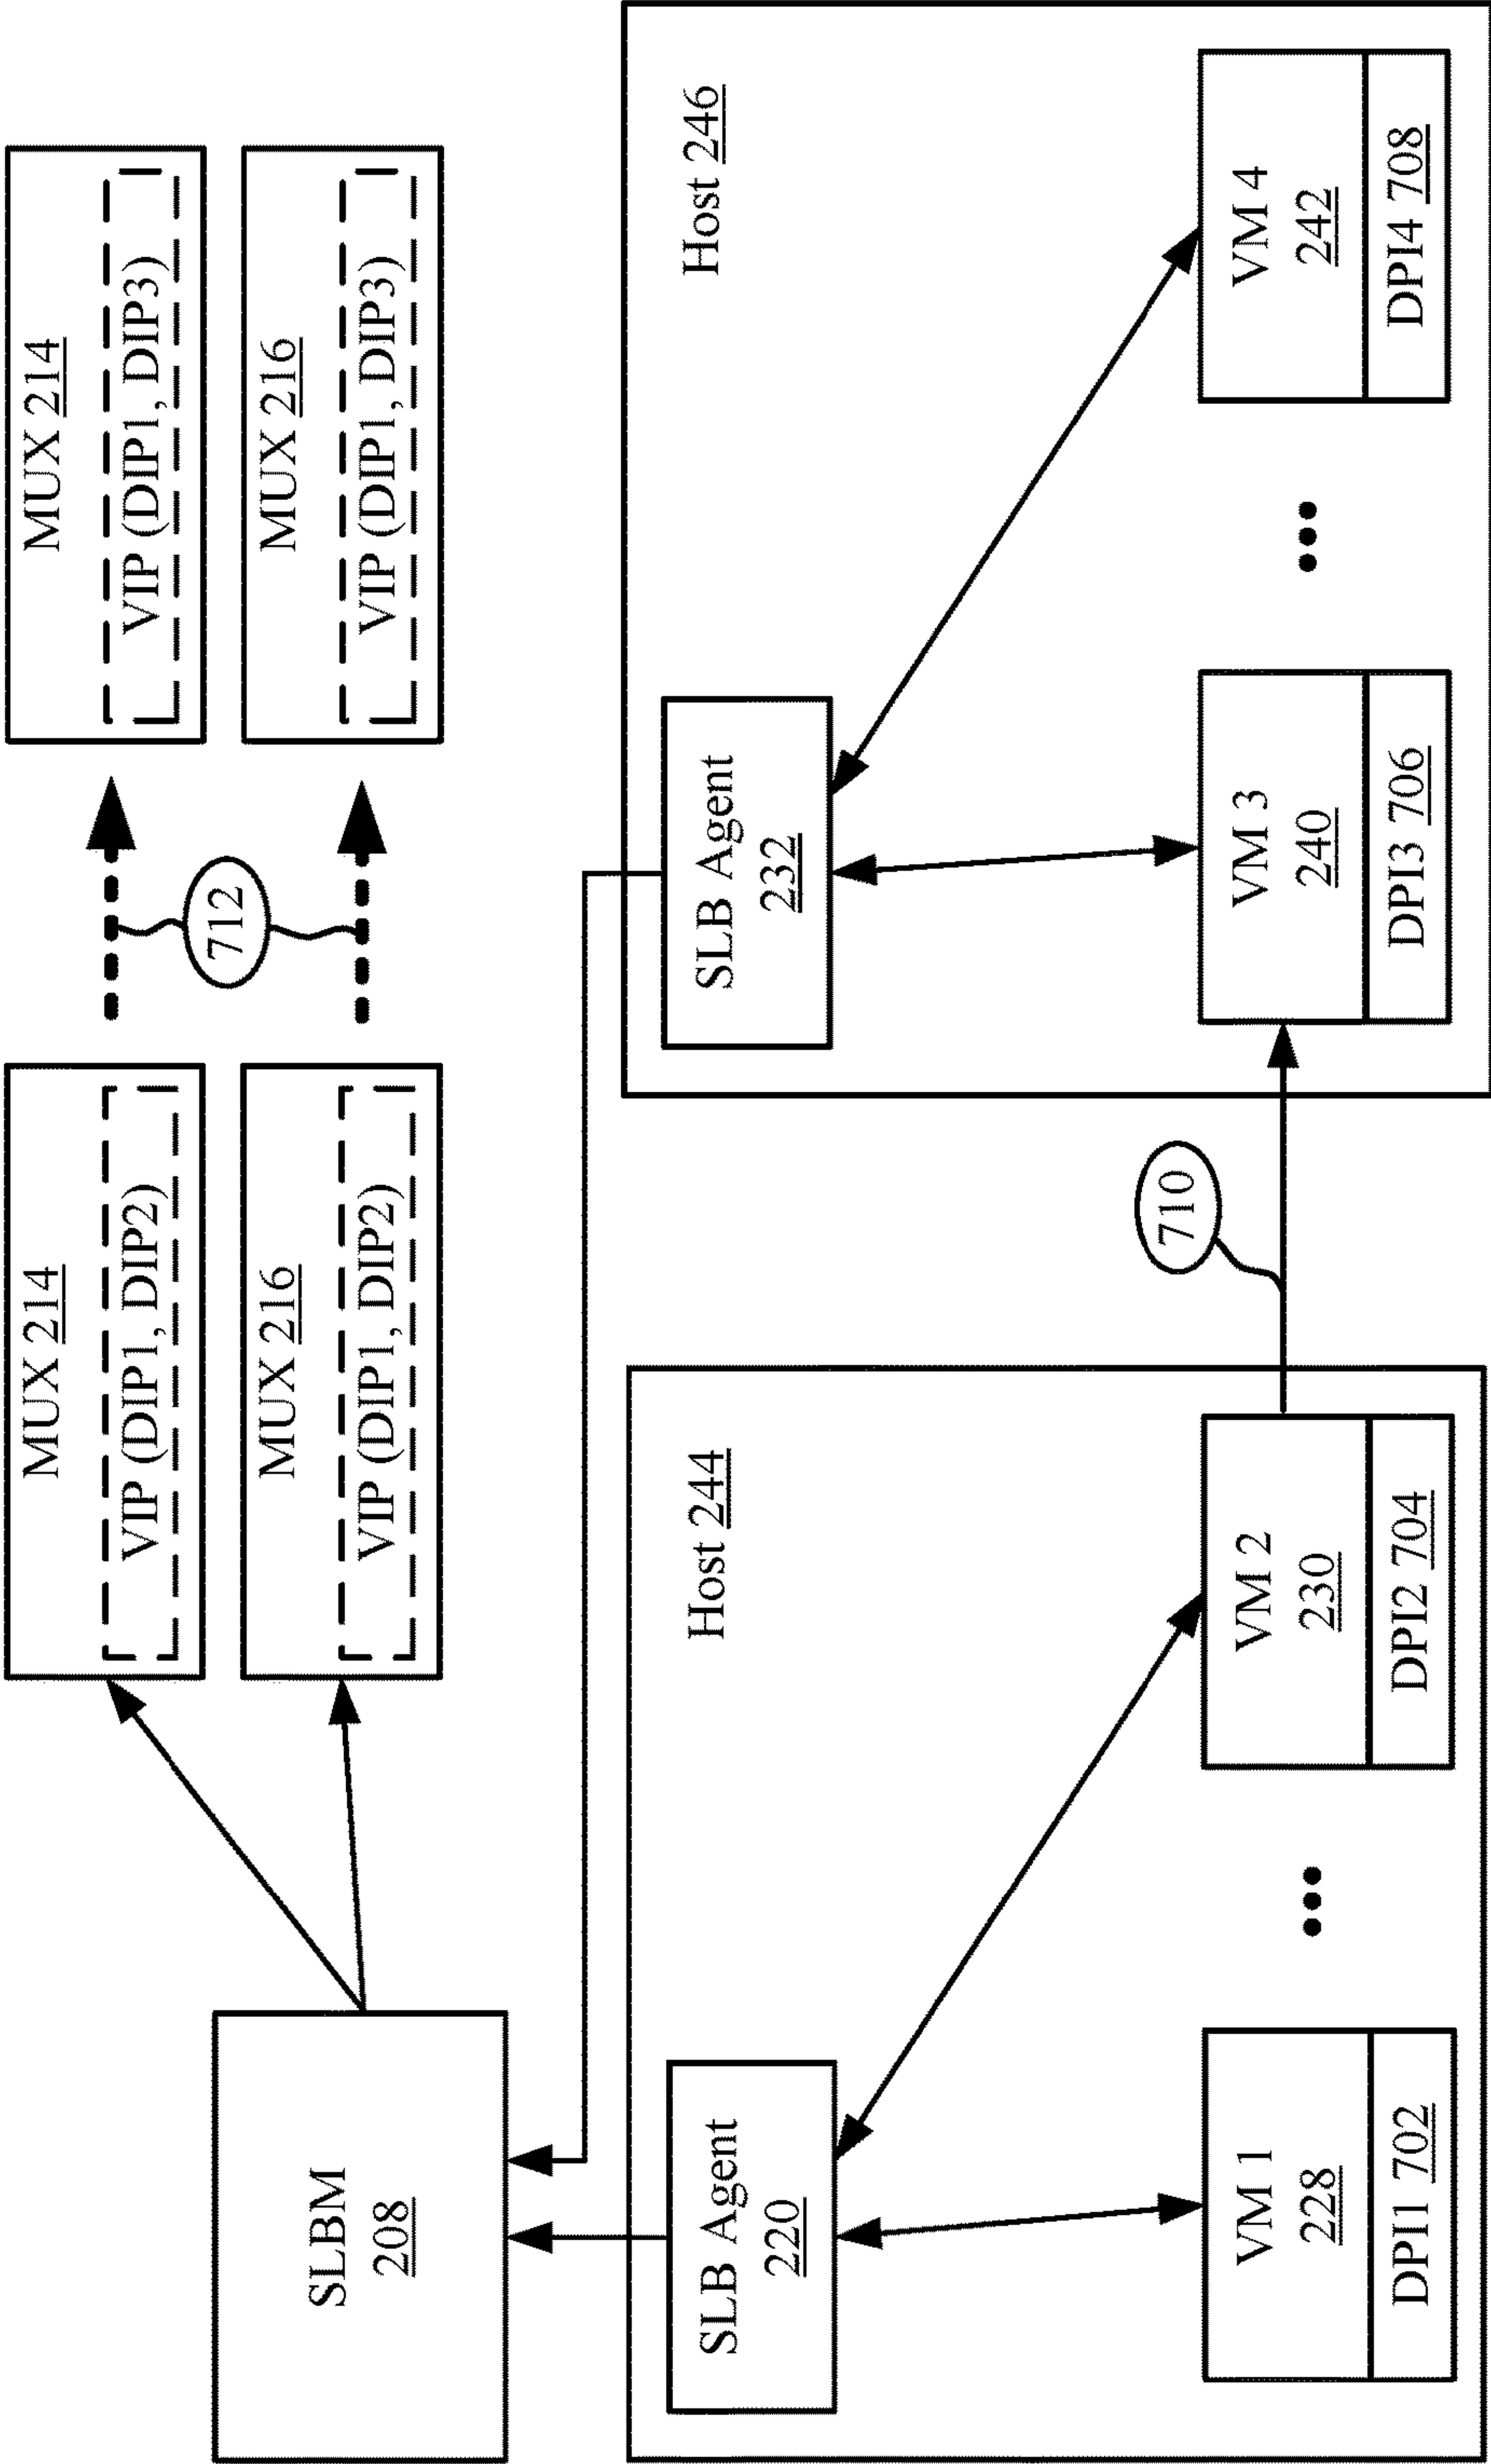 SLBM
208
MUX 214
VIP (DIP1, DIP2)
MUX 216
VIP (DIP1, DIP2)
712
MUX 214
VIP (DIP1, DIP3)
MUX 216
VIP (DIP1, DIP3)
Host 244
SLB Agent
220
VM 1
228
DPI1 702
VM 2
230
DPI2 704
710
Host 246
SLB Agent
232
VM 3
240
DPI3 706
VM 4
242
DPI4 708